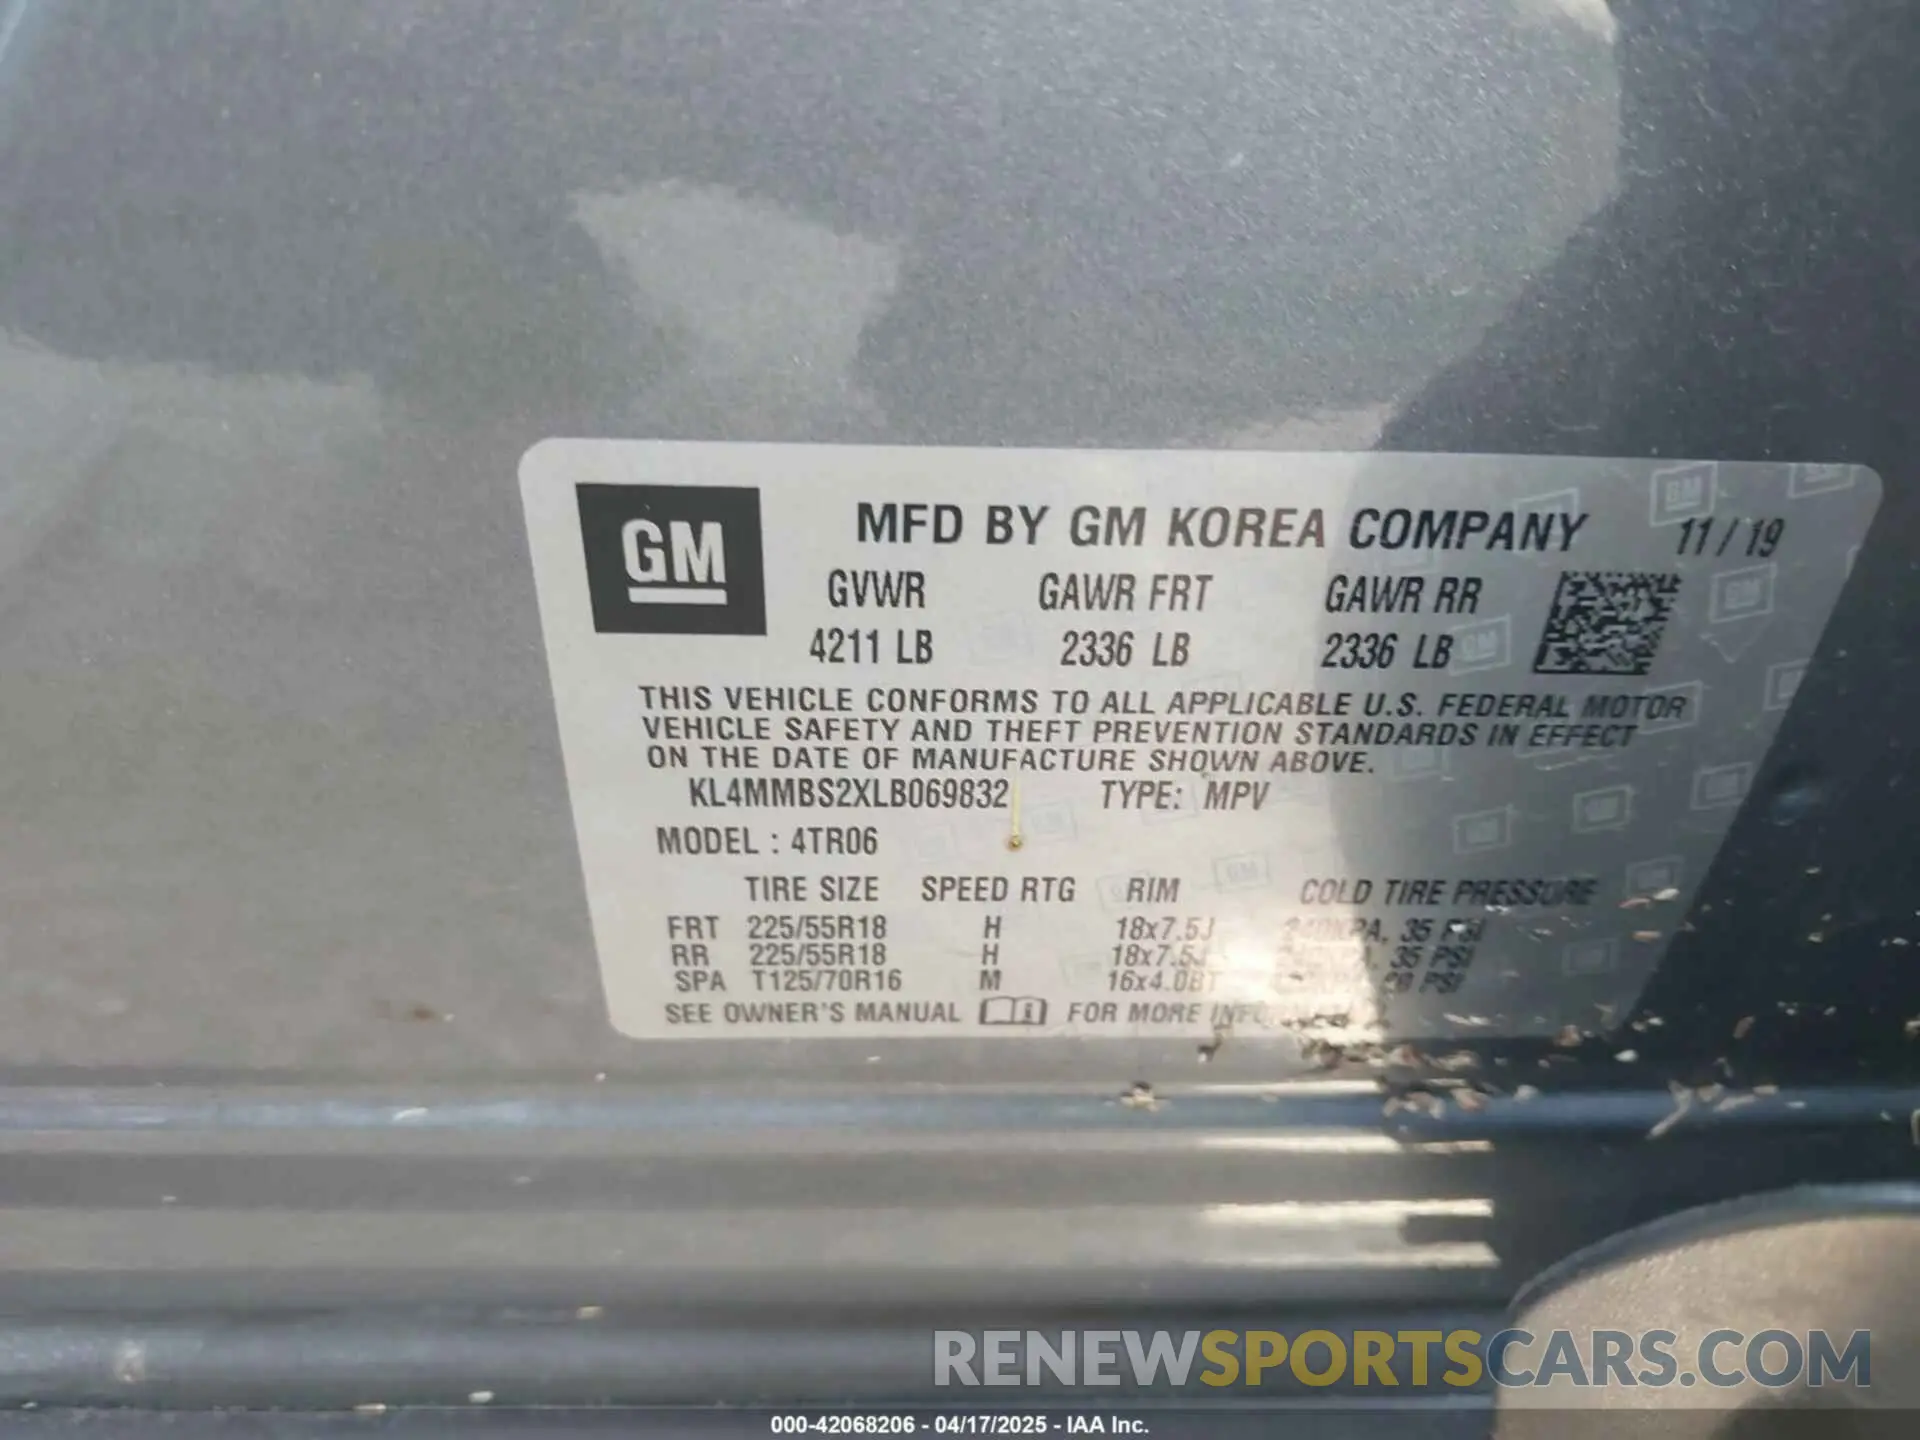 GM
MFD BY GM KOREA COMPANY 11/19
GVWR GAWR FRT GAWR RR
4211 LB 2336 LB 2336 LB
THIS VEHICLE CONFORMS TO ALL APPLICABLE U.S. FEDERAL MOTOR
VEHICLE SAFETY AND THEFT PREVENTION STANDARDS IN EFFECT
ON THE DATE OF MANUFACTURE SHOWN ABOVE.
KL4MMBS2XLB069832 TYPE: MPV
MODEL : 4TR06
TIRE SIZE SPEED RTG RIM COLD TIRE PRESSURE
FRT 225/55R18 H 18x7.5J 240KPA, 35 PSI
RR 225/55R18 H 18x7.5J 35 PSI
SPA T125/70R16 M 16x4.0BT PSI
SEE OWNER'S MANUAL FOR MORE
RENEWSPORTSCARS.COM
000-42068206 - 04/17/2025 - IAA Inc.